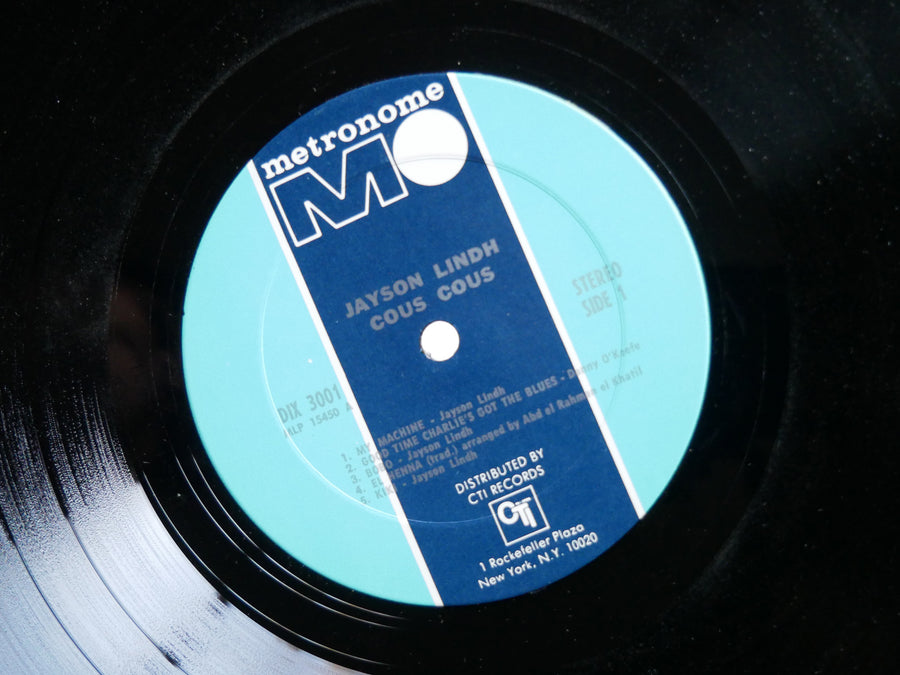 metronome
MO
JAYSON LINDH
COUS COUS
STEREO
SIDE 1
DIX 3001
MLP 15450 A
1. MY MACHINE - Jayson Lindh
2. GOOD TIME CHARLIE'S GOT THE BLUES - Danny O'Keefe
3. BOBO - Jayson Lindh
4. EL HENNA (trad.) arranged by Abd el Rahman el Khatil
5. KIKI - Jayson Lindh
DISTRIBUTED BY
CTI RECORDS
CTI
1 Rockefeller Plaza
New York, N.Y. 10020